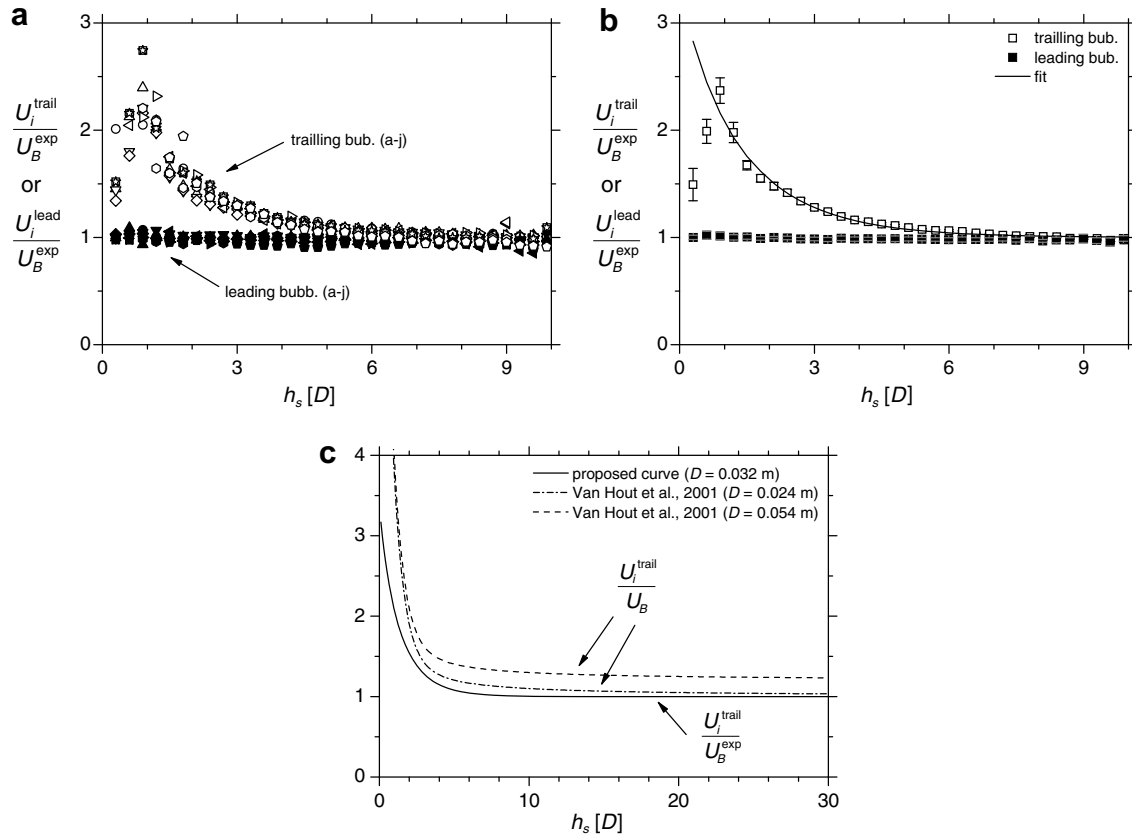 a
3
2
1
0
U_i^trail
U_B^exp
or
U_i^lead
U_B^exp
trailling bub. (a-j)
leading bubb. (a-j)
0 3 6 9
h_s [D]
b
3
2
1
0
U_i^trail
U_B^exp
or
U_i^lead
U_B^exp
trailling bub.
leading bub.
fit
0 3 6 9
h_s [D]
c
4
3
2
1
0
proposed curve (D = 0.032 m)
Van Hout et al., 2001 (D = 0.024 m)
Van Hout et al., 2001 (D = 0.054 m)
U_i^trail
U_B
U_i^trail
U_B^exp
0 10 20 30
h_s [D]